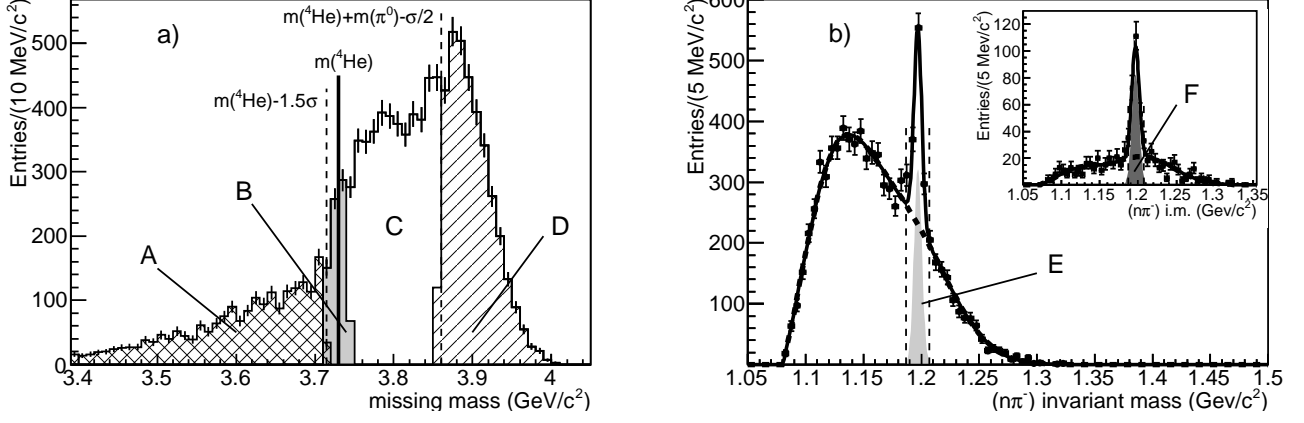 Entries/(10 MeV/c²)
500
400
300
200
100
0
a)
m(⁴He)+m(π⁰)-σ/2
m(⁴He)
m(⁴He)-1.5σ
A
B
C
D
3.4 3.5 3.6 3.7 3.8 3.9 4
missing mass (GeV/c²)
Entries/(5 MeV/c²)
600
500
400
300
200
100
b)
E
1.05 1.1 1.15 1.2 1.25 1.3 1.35 1.4 1.45 1.5
(nπ⁻) invariant mass (Gev/c²)
Entries/(5 Mev/c²)
120
100
80
60
40
20
F
1.05 1.1 1.15 1.2 1.25 1.3 1.35
(nπ⁻) i.m. (Gev/c²)